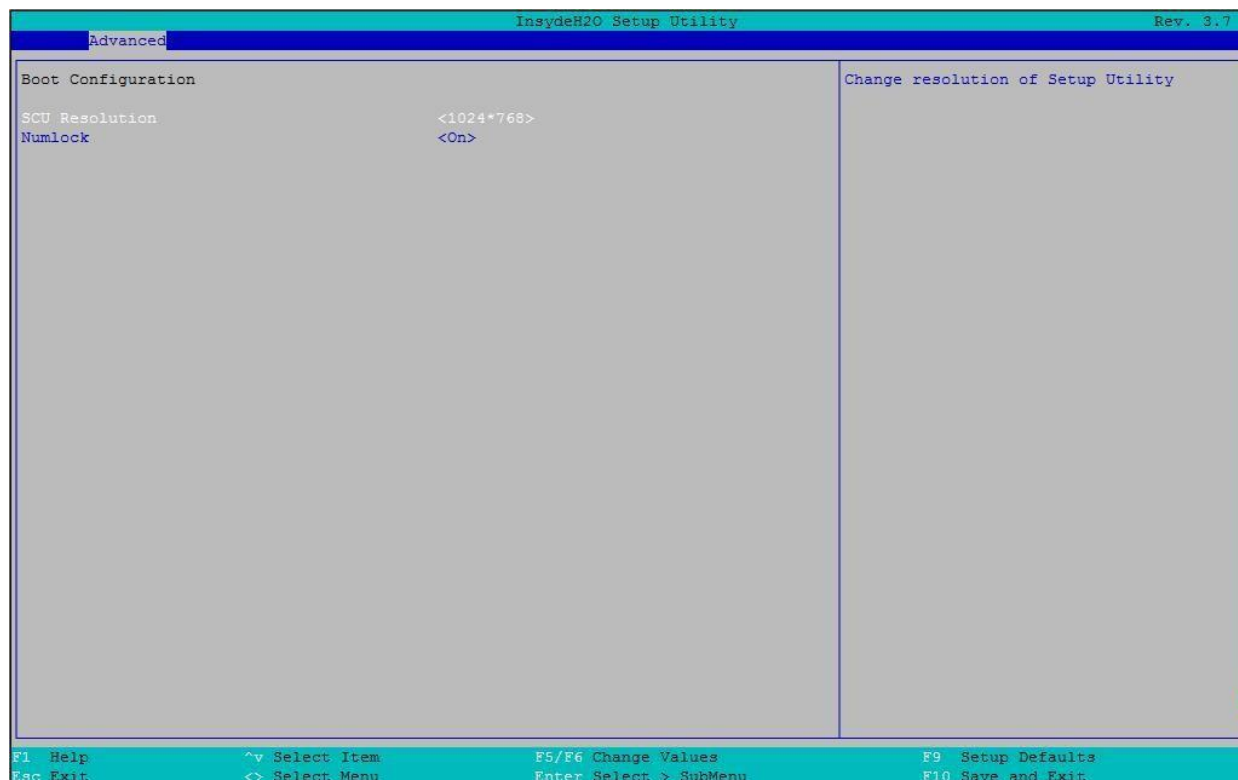 InsydeH2O Setup Utility Rev. 3.7
Advanced
Boot Configuration
Change resolution of Setup Utility
SCU Resolution <1024*768>
Numlock <On>
F1 Help ^v Select Item F5/F6 Change Values F9 Setup Defaults
Esc Exit <> Select Menu Enter Select > SubMenu F10 Save and Exit